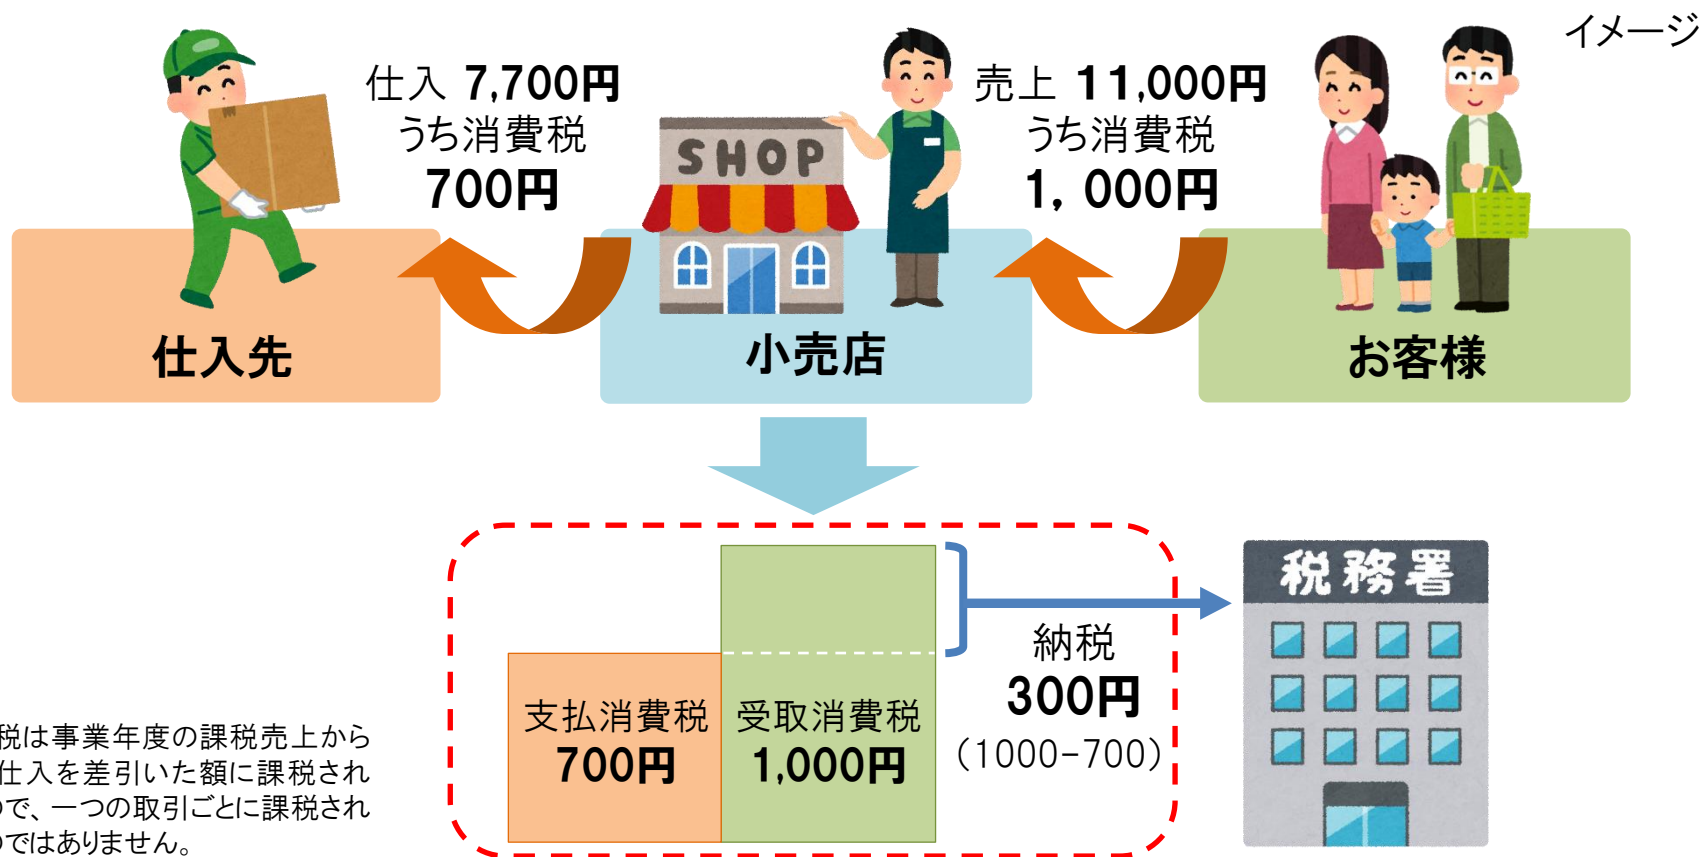 イメージ
仕入 7,700円
うち消費税
700円
SHOP
売上 11,000円
うち消費税
1，000円
仕入先
小売店
お客様
税務署
納税
300円
（1000-700）
支払消費税
700円
受取消費税
1,000円
税は事業年度の課税売上から
仕入を差引いた額に課税され
ので、一つの取引ごとに課税され
のではありません。